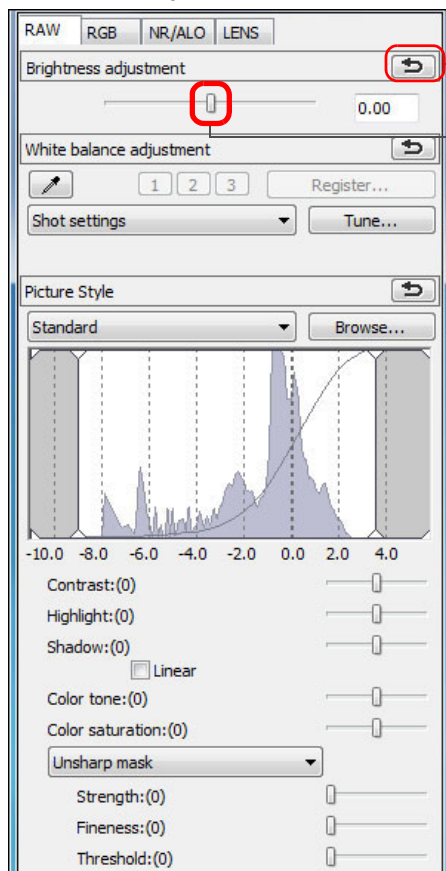 RAW RGB NR/ALO LENS
Brightness adjustment
0.00
White balance adjustment
1 2 3 Register...
Shot settings Tune...
Picture Style
Standard Browse...
-10.0 -8.0 -6.0 -4.0 -2.0 0.0 2.0 4.0
Contrast:(0)
Highlight:(0)
Shadow:(0)
Linear
Color tone:(0)
Color saturation:(0)
Unsharp mask
Strength:(0)
Fineness:(0)
Threshold:(0)